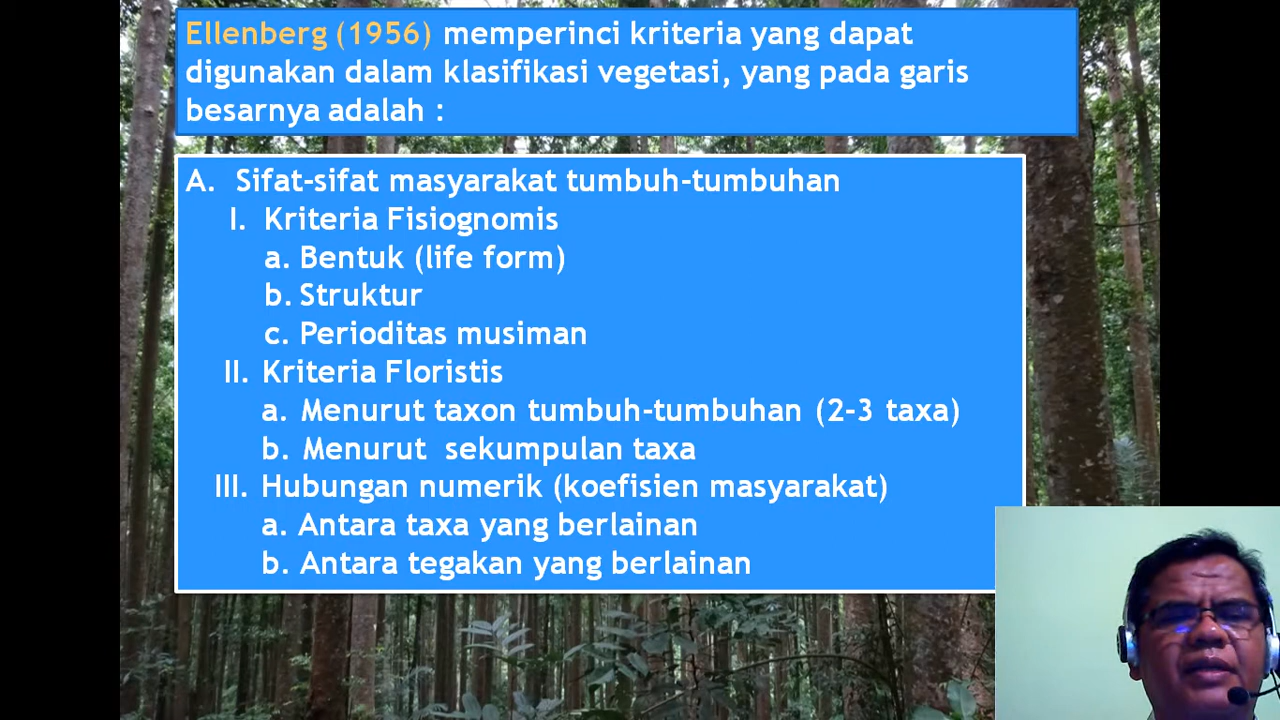 Ellenberg (1956) memperinci kriteria yang dapat
digunakan dalam klasifikasi vegetasi, yang pada garis
besarnya adalah :
A. Sifat-sifat masyarakat tumbuh-tumbuhan
I. Kriteria Fisiognomis
a. Bentuk (life form)
b. Struktur
c. Perioditas musiman
II. Kriteria Floristis
a. Menurut taxon tumbuh-tumbuhan (2-3 taxa)
b. Menurut sekumpulan taxa
III. Hubungan numerik (koefisien masyarakat)
a. Antara taxa yang berlainan
b. Antara tegakan yang berlainan